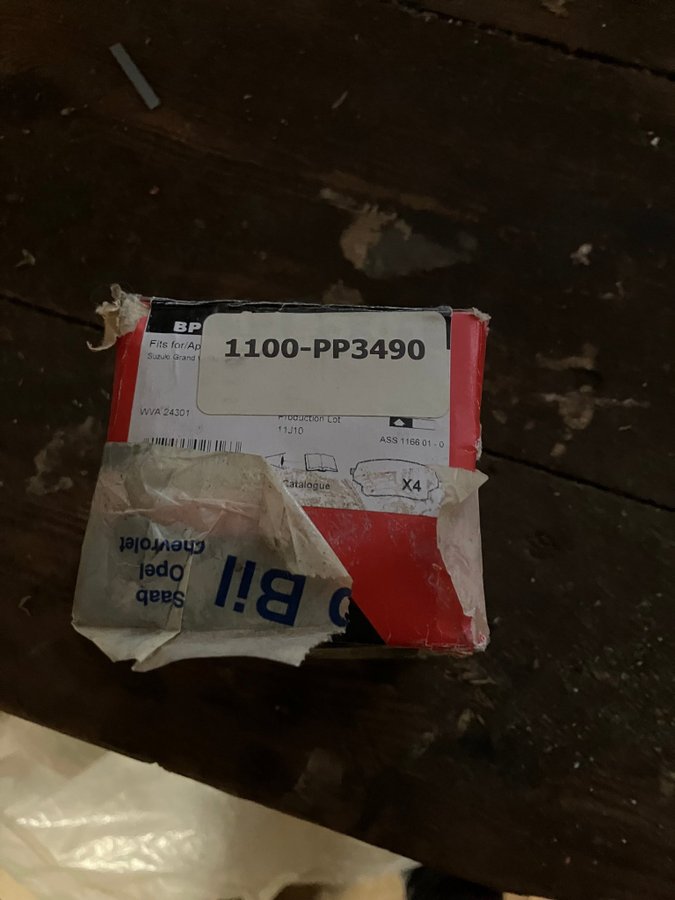 BP
1100-PP3490
Fits for/Ap
Suzuki Grand
WVA 24301
Production Lot
11J10
ASS 1166 01 - 0
Catalogue
X4
Bil
Saab
Opel
Chevrolet